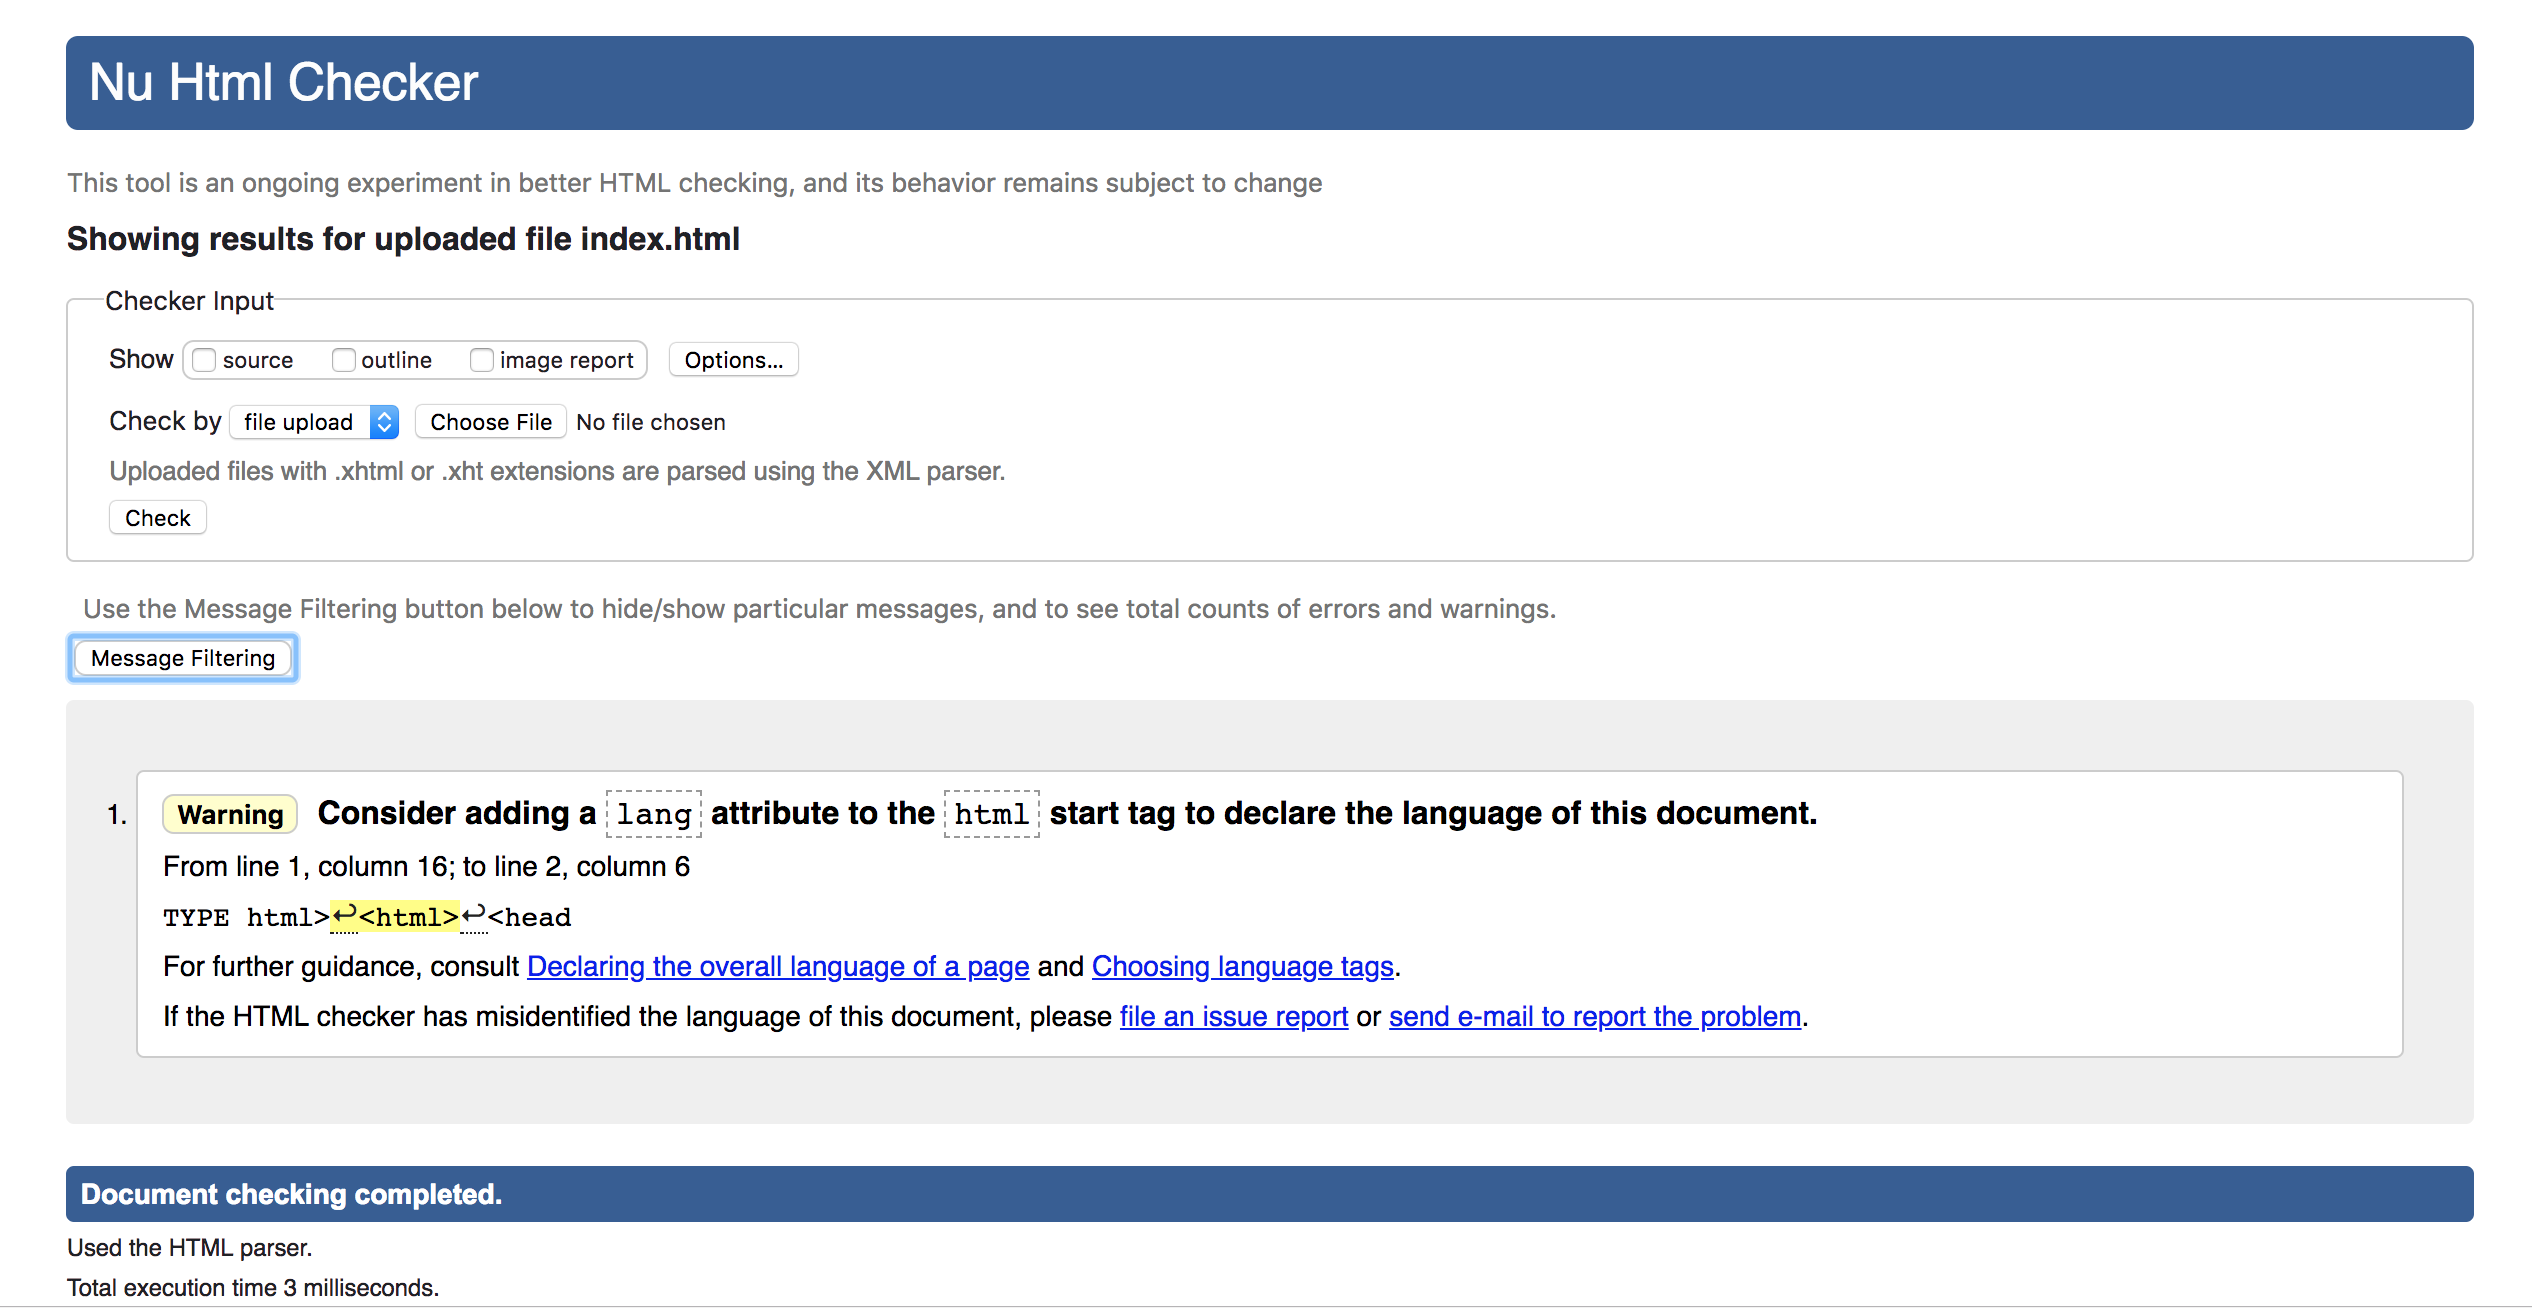 Nu Html Checker
This tool is an ongoing experiment in better HTML checking, and its behavior remains subject to change
Showing results for uploaded file index.html
Checker Input
Show source outline image report Options...
Check by file upload Choose File No file chosen
Uploaded files with .xhtml or .xht extensions are parsed using the XML parser.
Check
Use the Message Filtering button below to hide/show particular messages, and to see total counts of errors and warnings.
Message Filtering
1. Warning Consider adding a lang attribute to the html start tag to declare the language of this document.
From line 1, column 16; to line 2, column 6
TYPE html>↩<html>↩<head
For further guidance, consult Declaring the overall language of a page and Choosing language tags.
If the HTML checker has misidentified the language of this document, please file an issue report or send e-mail to report the problem.
Document checking completed.
Used the HTML parser.
Total execution time 3 milliseconds.